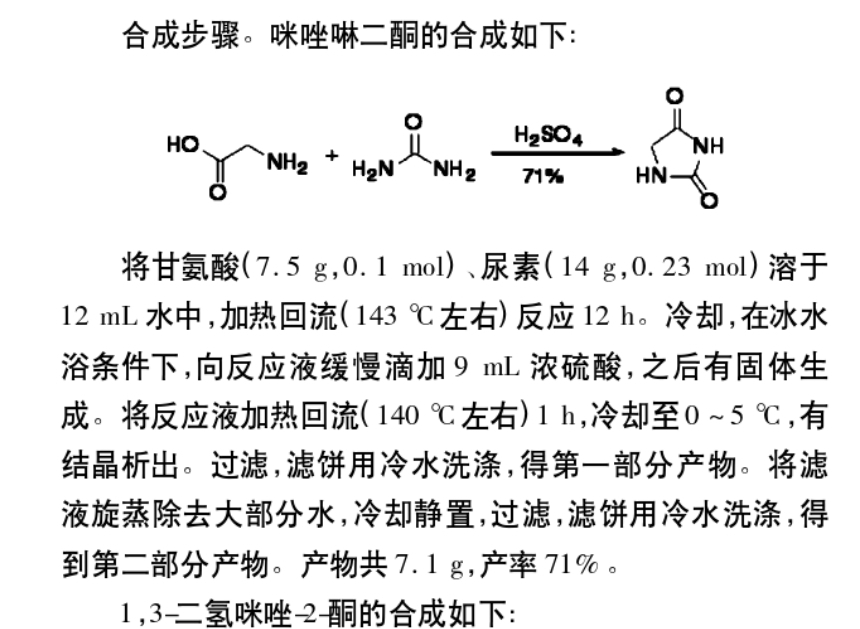 合成步骤。咪唑啉二酮的合成如下:
O
O
HO
H₂SO₄
NH₂
+
H₂N
NH₂
71%
NH
HN
O
O
将甘氨酸(7.5 g,0.1 mol)、尿素(14 g,0.23 mol)溶于
12 mL水中,加热回流(143 ℃左右)反应12 h。冷却,在冰水
浴条件下,向反应液缓慢滴加9 mL浓硫酸,之后有固体生
成。将反应液加热回流(140 ℃左右)1 h,冷却至0~5 ℃,有
结晶析出。过滤,滤饼用冷水洗涤,得第一部分产物。将滤
液旋蒸除去大部分水,冷却静置,过滤,滤饼用冷水洗涤,得
到第二部分产物。产物共7.1 g,产率71%。
1,3-二氢咪唑-2-酮的合成如下: